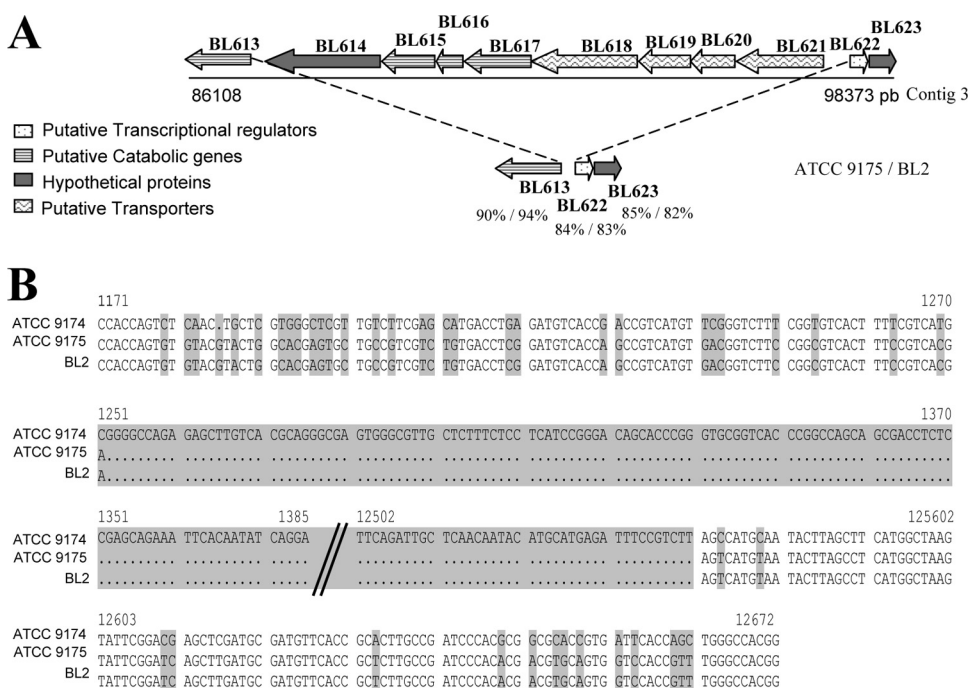 A
BL613 BL614 BL615 BL616 BL617 BL618 BL619 BL620 BL621 BL622 BL623
86108 98373 pb Contig 3
Putative Transcriptional regulators
Putative Catabolic genes
Hypothetical proteins
Putative Transporters
BL613 BL622 BL623
90% / 94% 84% / 83% 85% / 82%
ATCC 9175 / BL2
B
1171 1270
ATCC 9174 CCACCAGTCT CAAC.TGCTC GTGGGCTCGT TGTCTTCGAG CATGACCTGA GATGTCACCG ACCGTCATGT TCGGGTCTTT CGGTGTCACT TTTCGTCATG
ATCC 9175 CCACCAGTGT GTACGTACTG GCACGAGTGC TGCCGTCGTC TGTGACCTCG GATGTCACCA GCCGTCATGT GACGGTCTTC CGGCGTCACT TTCCGTCACG
BL2 CCACCAGTGT GTACGTACTG GCACGAGTGC TGCCGTCGTC TGTGACCTCG GATGTCACCA GCCGTCATGT GACGGTCTTC CGGCGTCACT TTCCGTCACG
1251 1370
ATCC 9174 CGGGGCCAGA GAGCTTGTCA CGCAGGGCGA GTGGGCGTTG CTCTTTCTCC TCATCCGGGA CAGCACCCGG GTGCGGTCAC CCGGCCAGCA GCGACCTCTC
ATCC 9175 A......... .......... .......... .......... .......... .......... .......... .......... .......... ..........
BL2 A......... .......... .......... .......... .......... .......... .......... .......... .......... ..........
1351 1385 12502 125602
ATCC 9174 CGAGCAGAAA TTCACAATAT CAGGA TTCAGATTGC TCAACAATAC ATGCATGAGA TTTCCGTCTT AGCCATGCAA TACTTAGCTT CATGGCTAAG
ATCC 9175 .......... .......... ..... .......... .......... .......... .......... AGTCATGTAA TACTTAGCCT CATGGCTAAG
BL2 .......... .......... ..... .......... .......... .......... .......... AGTCATGTAA TACTTAGCCT CATGGCTAAG
12603 12672
ATCC 9174 TATTCGGACG AGCTCGATGC GATGTTCACC GCACTTGCCG ATCCCACGCG GCGCACCGTG ATTCACCAGC TGGGCCACGG
ATCC 9175 TATTCGGATC AGCTTGATGC GATGTTCACC GCTCTTGCCG ATCCCACACG ACGTGCAGTG GTCCACCGTT TGGGCCACGG
BL2 TATTCGGATC AGCTCGATGC GATGTTCACC GCTCTTGCCG ATCCCACACG ACGTGCAGTG GTCCACCGTT TGGGCCACGG